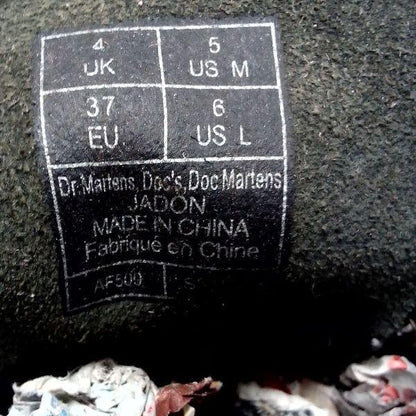 4 UK 5 US M
37 EU 6 US L
Dr. Martens, Doc's, Doc Martens
JADON
MADE IN CHINA
Fabriqué en Chine
AF500